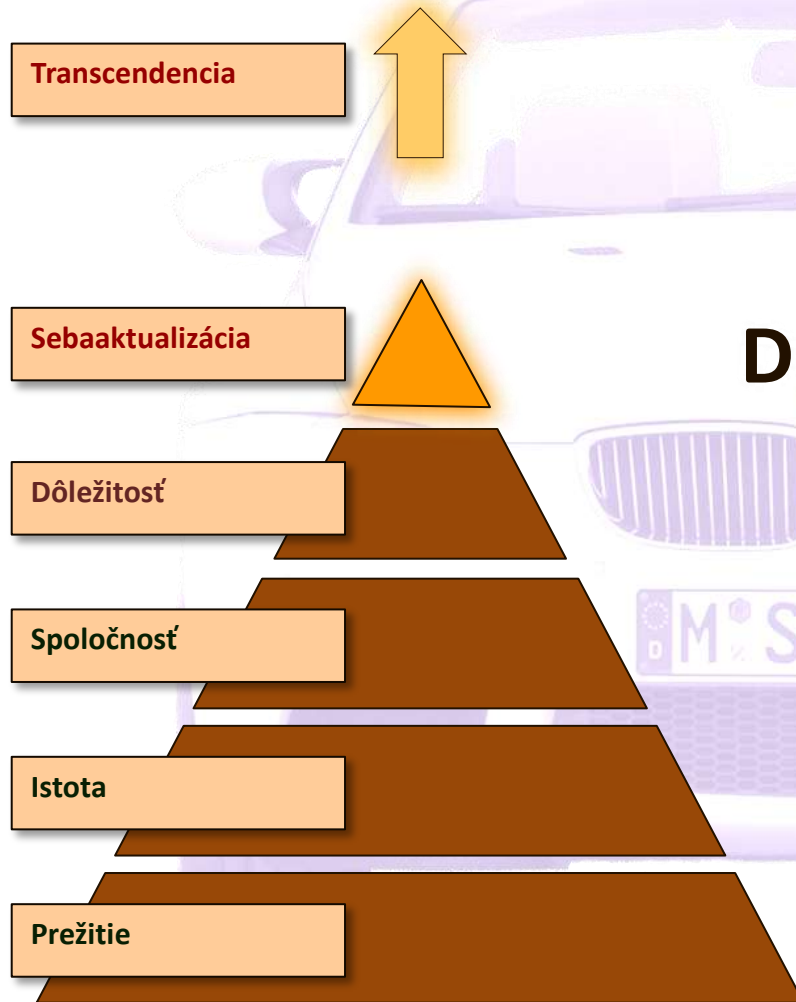 Transcendencia
Sebaaktualizácia
D
Dôležitosť
Spoločnosť
M S
D
Istota
Prežitie